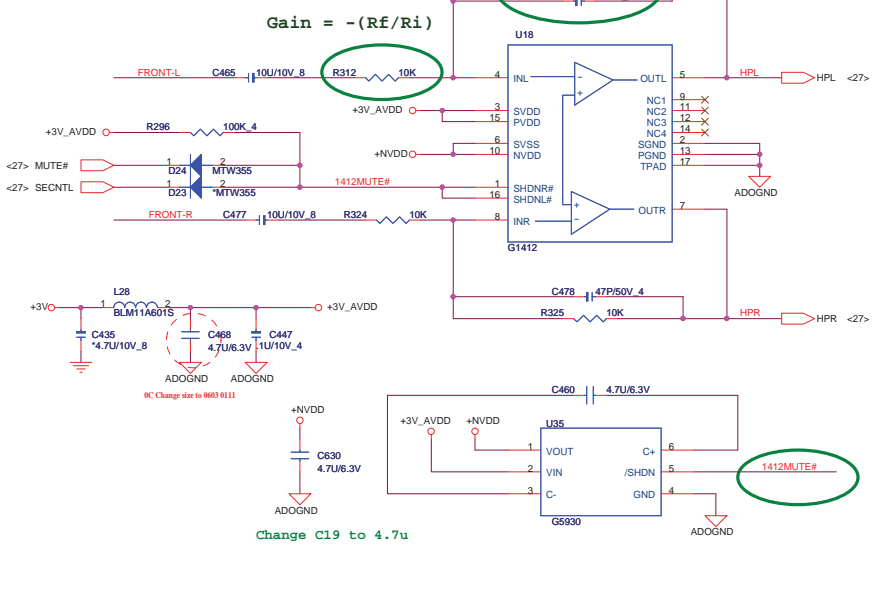 Gain = -(Rf/Ri)
U18
FRONT-L C465 10U/10V_8 R312 10K 4 INL OUTL 5 HPL HPL <27>
NC1 9
+3V_AVDD 3 SVDD NC2 11
15 PVDD NC3 12
NC4 14
+3V_AVDD R296 100K_4 6 SVSS SGND 2
+NVDD 10 NVDD PGND 13
<27> MUTE# 1 2 TPAD 17
D24 MTW355
<27> SECNTL 1 2 1412MUTE# 1 SHDNR# ADOGND
D23 *MTW355 16 SHDNL#
FRONT-R C477 10U/10V_8 R324 10K 8 INR OUTR 7
G1412
L28 C478 47P/50V_4
+3V 1 2 +3V_AVDD
BLM11A601S R325 10K HPR HPR <27>
C435 C468 C447
*4.7U/10V_8 4.7U/6.3V .1U/10V_4
ADOGND ADOGND
0C Change size to 0603 0111
C460 4.7U/6.3V
+NVDD +3V_AVDD +NVDD U35
1 VOUT C+ 6
C630
4.7U/6.3V 2 VIN /SHDN 5 1412MUTE#
3 C- GND 4
ADOGND G5930 ADOGND
Change C19 to 4.7u